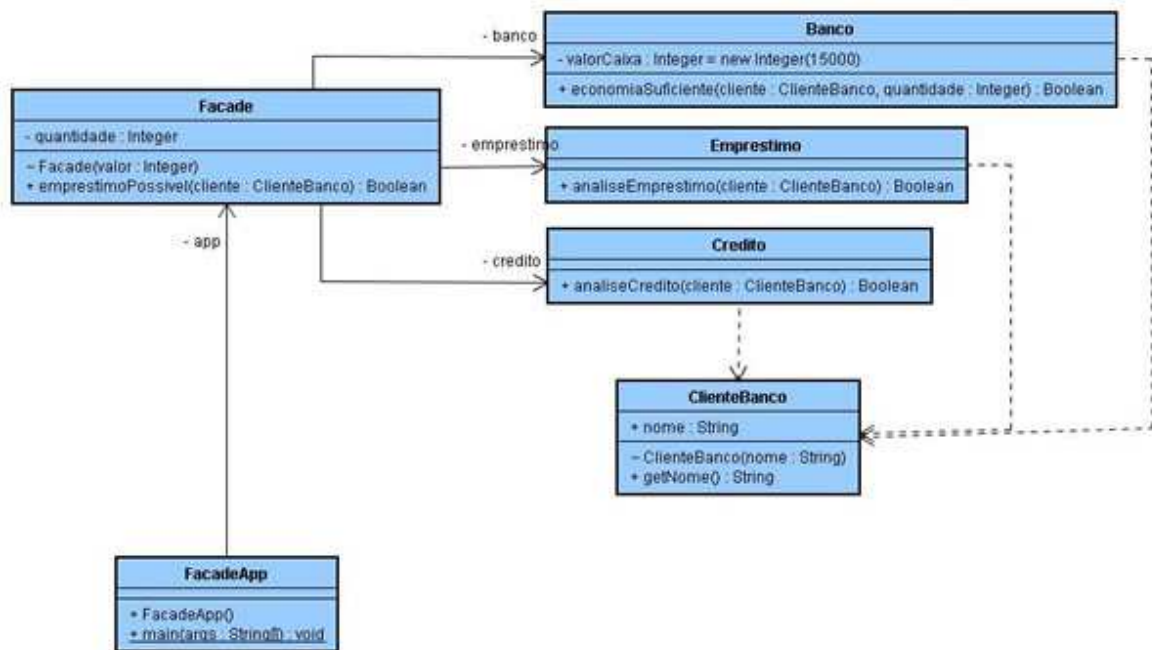 - banco
Banco
- valorCaixa : Integer = new Integer(15000)
+ economiaSuficiente(cliente : ClienteBanco, quantidade : Integer) : Boolean
Facade
- quantidade : Integer
~ Facade(valor : Integer)
+ emprestimoPossivel(cliente : ClienteBanco) : Boolean
- emprestimo
Emprestimo
+ analiseEmprestimo(cliente : ClienteBanco) : Boolean
- app
- credito
Credito
+ analiseCredito(cliente : ClienteBanco) : Boolean
ClienteBanco
+ nome : String
~ ClienteBanco(nome : String)
+ getNome() : String
FacadeApp
+ FacadeApp()
+ main(args : String[]) : void